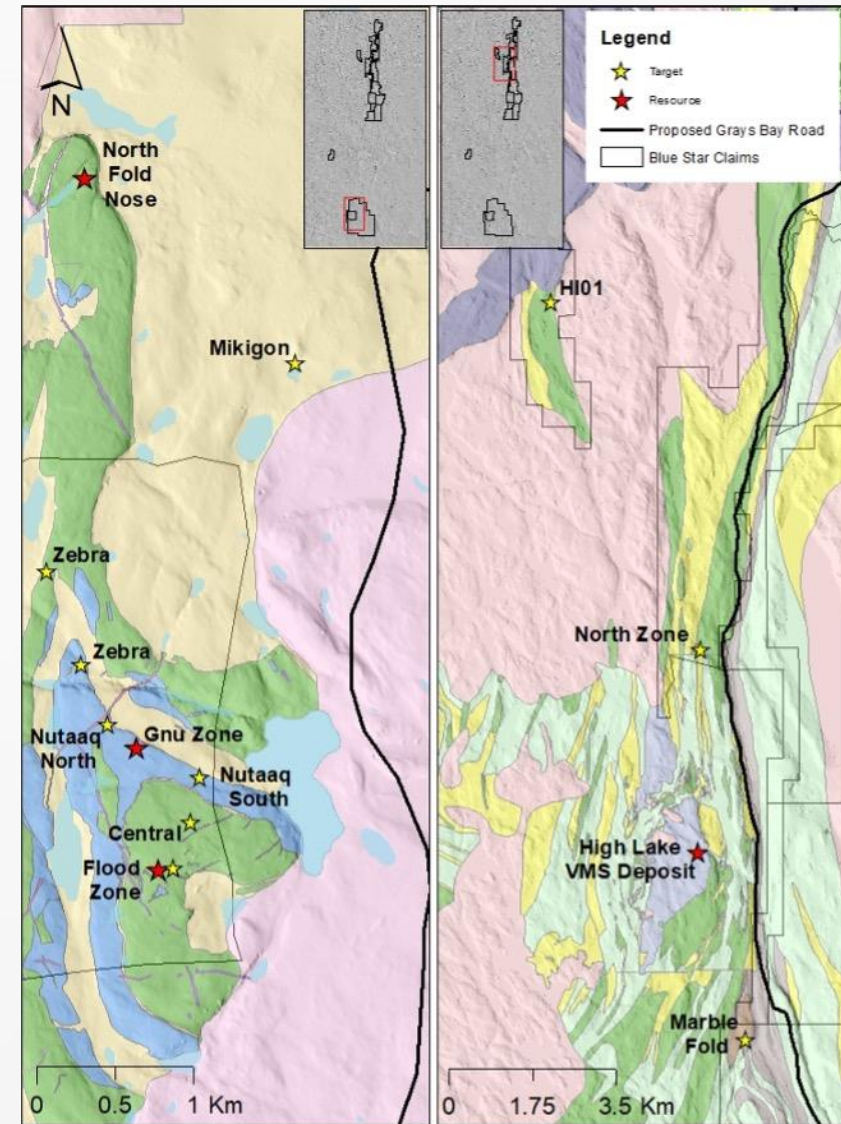 N
North
Fold
Nose
Mikigon
Zebra
Zebra
Nutaaq
North
Gnu Zone
Nutaaq
South
Central
Flood
Zone
0 0.5 1 Km
Legend
Target
Resource
Proposed Grays Bay Road
Blue Star Claims
HI01
North Zone
High Lake
VMS Deposit
Marble
Fold
0 1.75 3.5 Km